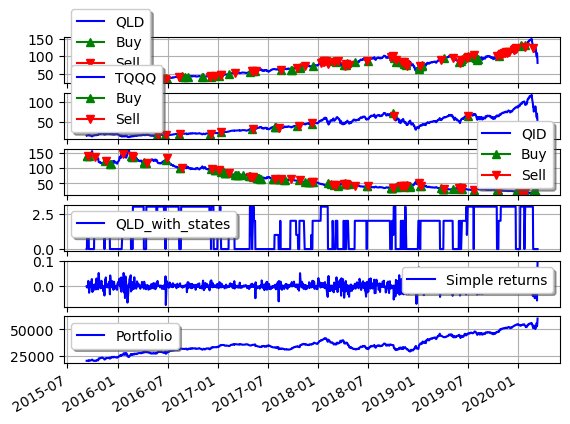 QLD
Buy
Sell
150
100
50
TQQQ
Buy
Sell
100
50
QID
Buy
Sell
150
100
50
QLD_with_states
2.5
0.0
Simple returns
0.1
0.0
Portfolio
50000
25000
2015-07 2016-01 2016-07 2017-01 2017-07 2018-01 2018-07 2019-01 2019-07 2020-01